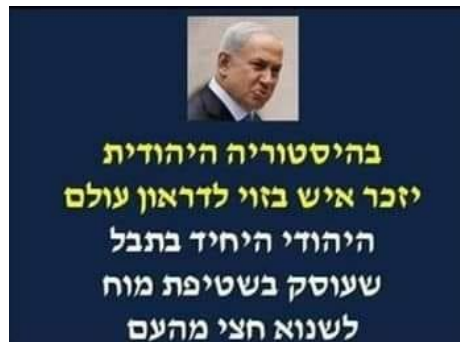 בהיסטוריה היהודית
יזכר איש בזוי לדראון עולם
היהודי היחיד בתבל
שעוסק בשטיפת מוח
לשנוא חצי מהעם